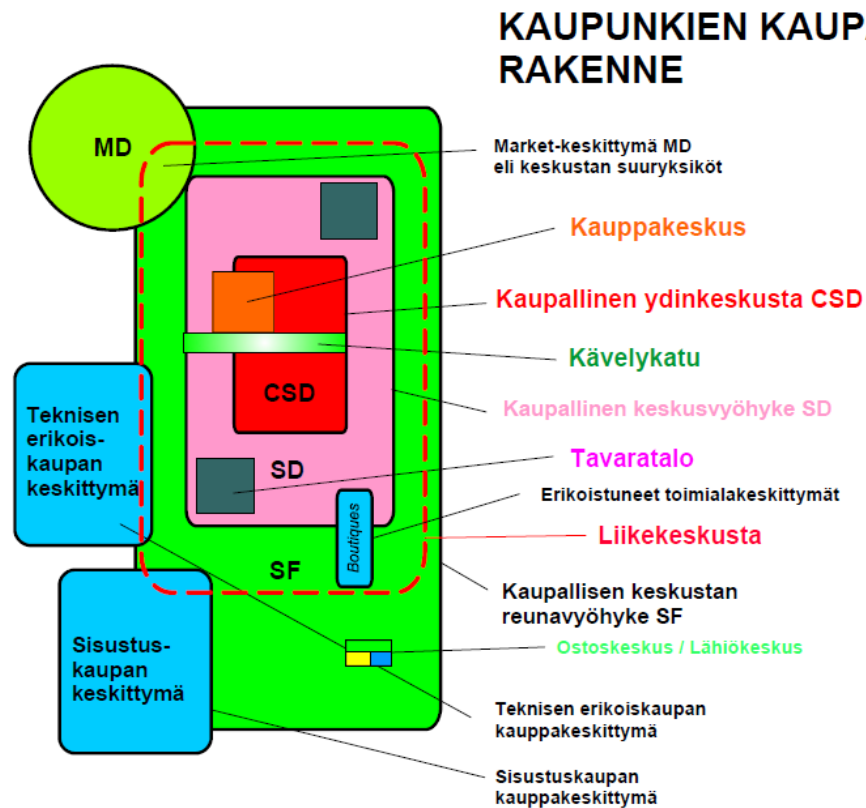 KAUPUNKIEN KAUPA
RAKENNE
MD
Market-keskittymä MD
eli keskustan suuryksiköt
Kauppakeskus
Kaupallinen ydinkeskusta CSD
Kävelykatu
CSD
Teknisen
erikois-
kaupan
keskittymä
Kaupallinen keskusvyöhyke SD
Tavaratalo
SD
Erikoistuneet toimialakeskittymät
Boutiques
Liikekeskusta
SF
Kaupallisen keskustan
reunavyöhyke SF
Sisustus-
kaupan
keskittymä
Ostoskeskus / Lähiökeskus
Teknisen erikoiskaupan
kauppakeskittymä
Sisustuskaupan
kauppakeskittymä